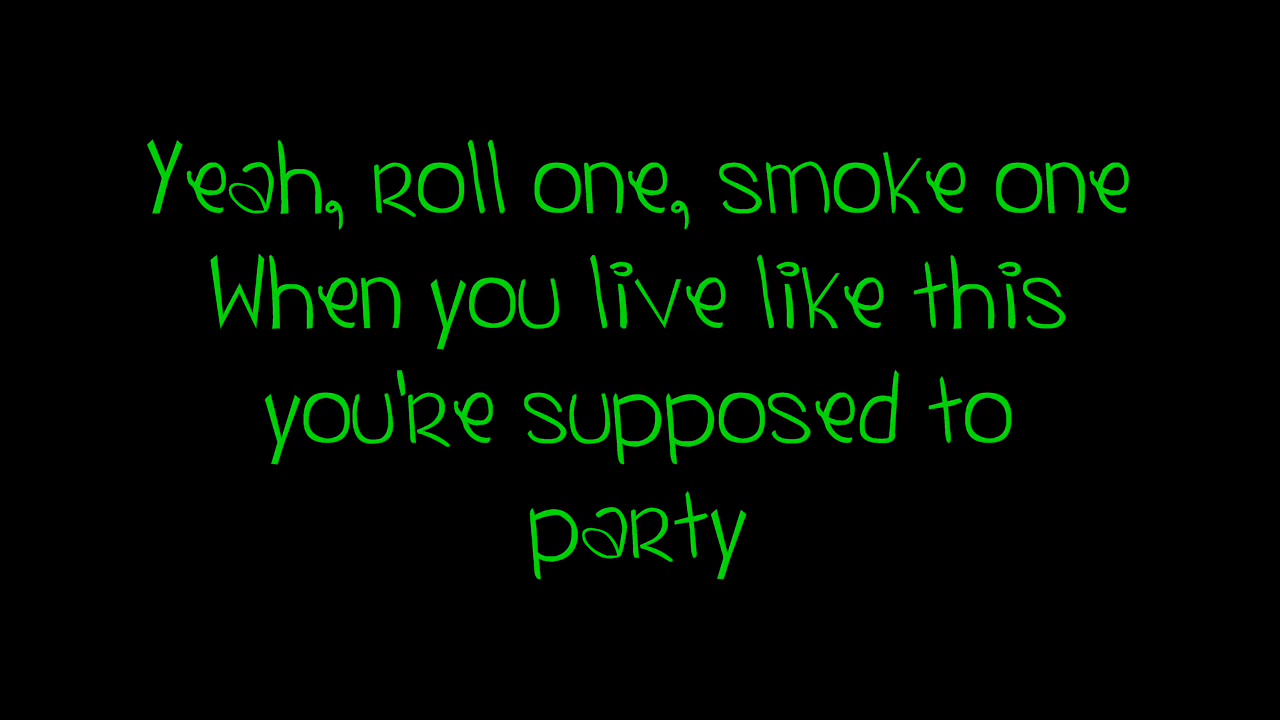 Yeah, roll one, smoke one
When you live like this
you're supposed to
party